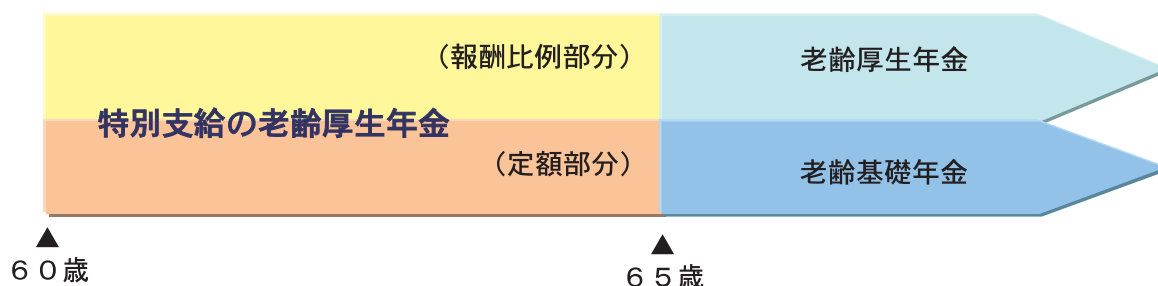 （報酬比例部分）
老齢厚生年金
特別支給の老齢厚生年金
（定額部分）
老齢基礎年金
▲
６０歳
▲
６５歳